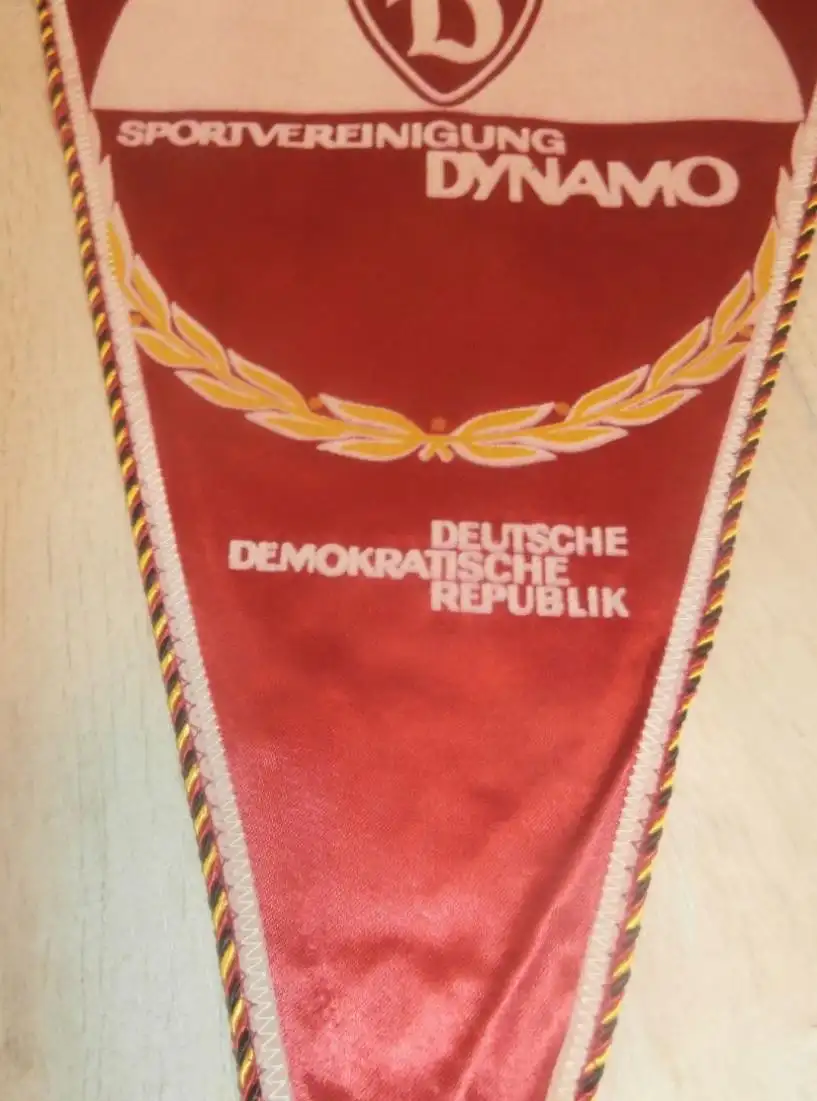 D
SPORTVEREINIGUNG
DYNAMO
DEUTSCHE
DEMOKRATISCHE
REPUBLIK